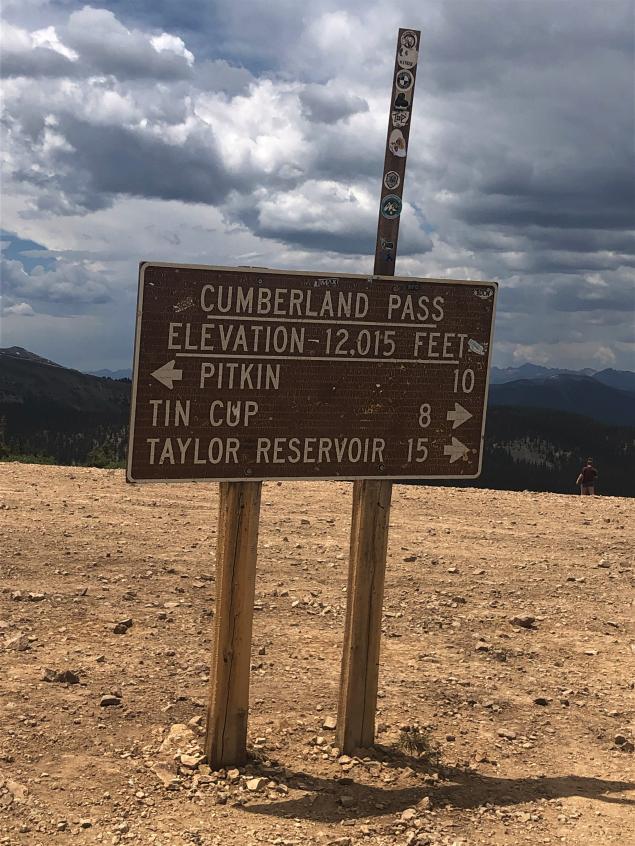 CUMBERLAND PASS
ELEVATION-12,015 FEET
PITKIN 10
TIN CUP 8
TAYLOR RESERVOIR 15